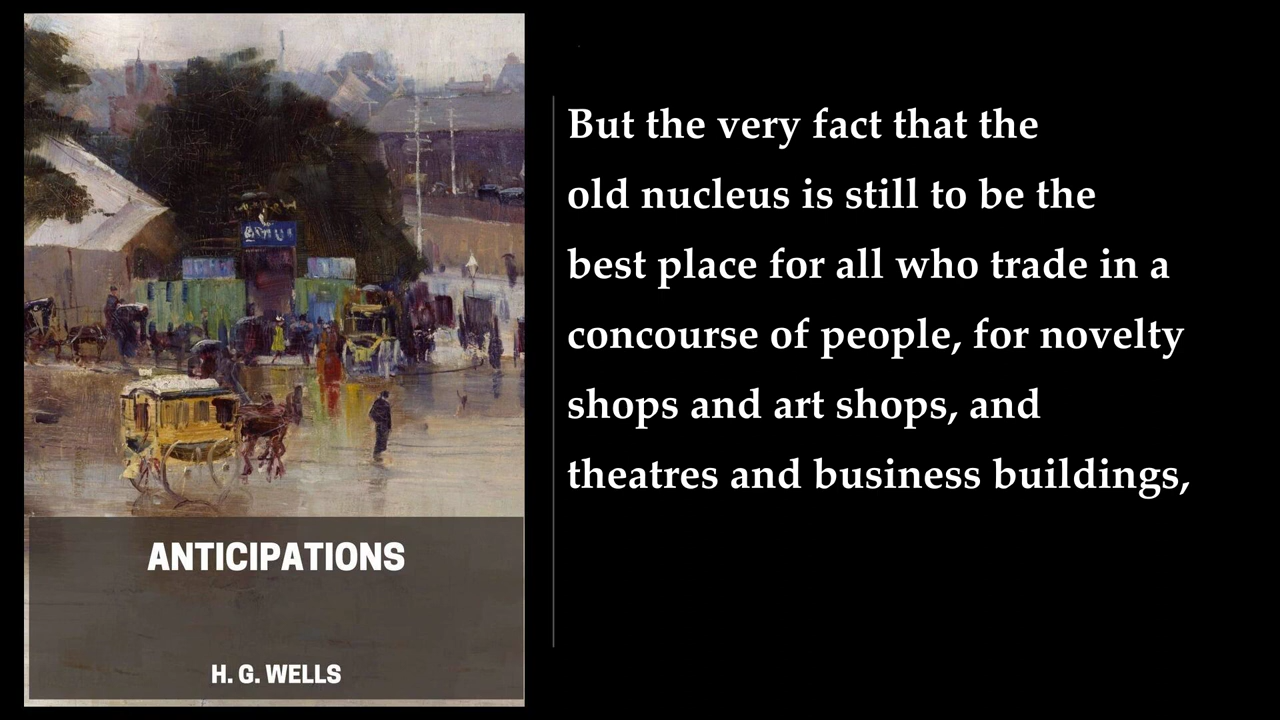 But the very fact that the
old nucleus is still to be the
best place for all who trade in a
concourse of people, for novelty
shops and art shops, and
theatres and business buildings,
ANTICIPATIONS
H. G. WELLS